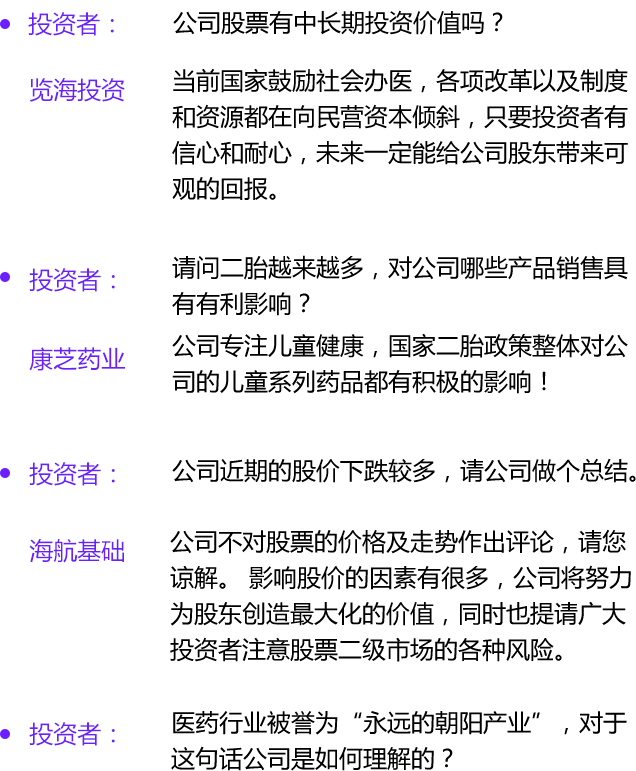 投资者： 公司股票有中长期投资价值吗？
览海投资 当前国家鼓励社会办医，各项改革以及制度
和资源都在向民营资本倾斜，只要投资者有
信心和耐心，未来一定能给公司股东带来可
观的回报。
投资者： 请问二胎越来越多，对公司哪些产品销售具
有有利影响？
康芝药业 公司专注儿童健康，国家二胎政策整体对公
司的儿童系列药品都有积极的影响！
投资者： 公司近期的股价下跌较多，请公司做个总结。
海航基础 公司不对股票的价格及走势作出评论，请您
谅解。 影响股价的因素有很多，公司将努力
为股东创造最大化的价值，同时也提请广大
投资者注意股票二级市场的各种风险。
投资者： 医药行业被誉为“永远的朝阳产业”，对于
这句话公司是如何理解的？